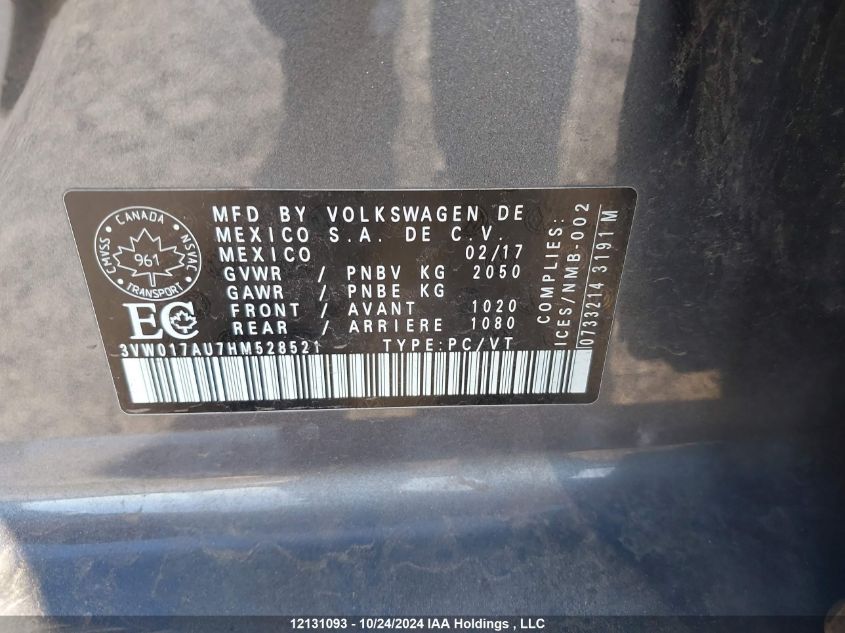 CANADA
CMVSS NSVAC
961
TRANSPORT
EC
MFD BY VOLKSWAGEN DE
MEXICO S.A. DE C.V.
MEXICO 02/17
GVWR / PNBV KG 2050
GAWR / PNBE KG
FRONT / AVANT 1020
REAR / ARRIERE 1080
3VW017AU7HM528521 TYPE:PC/VT
COMPLIES:
ICES/NMB-002
0733214 3191 M
12131093 - 10/24/2024 IAA Holdings , LLC